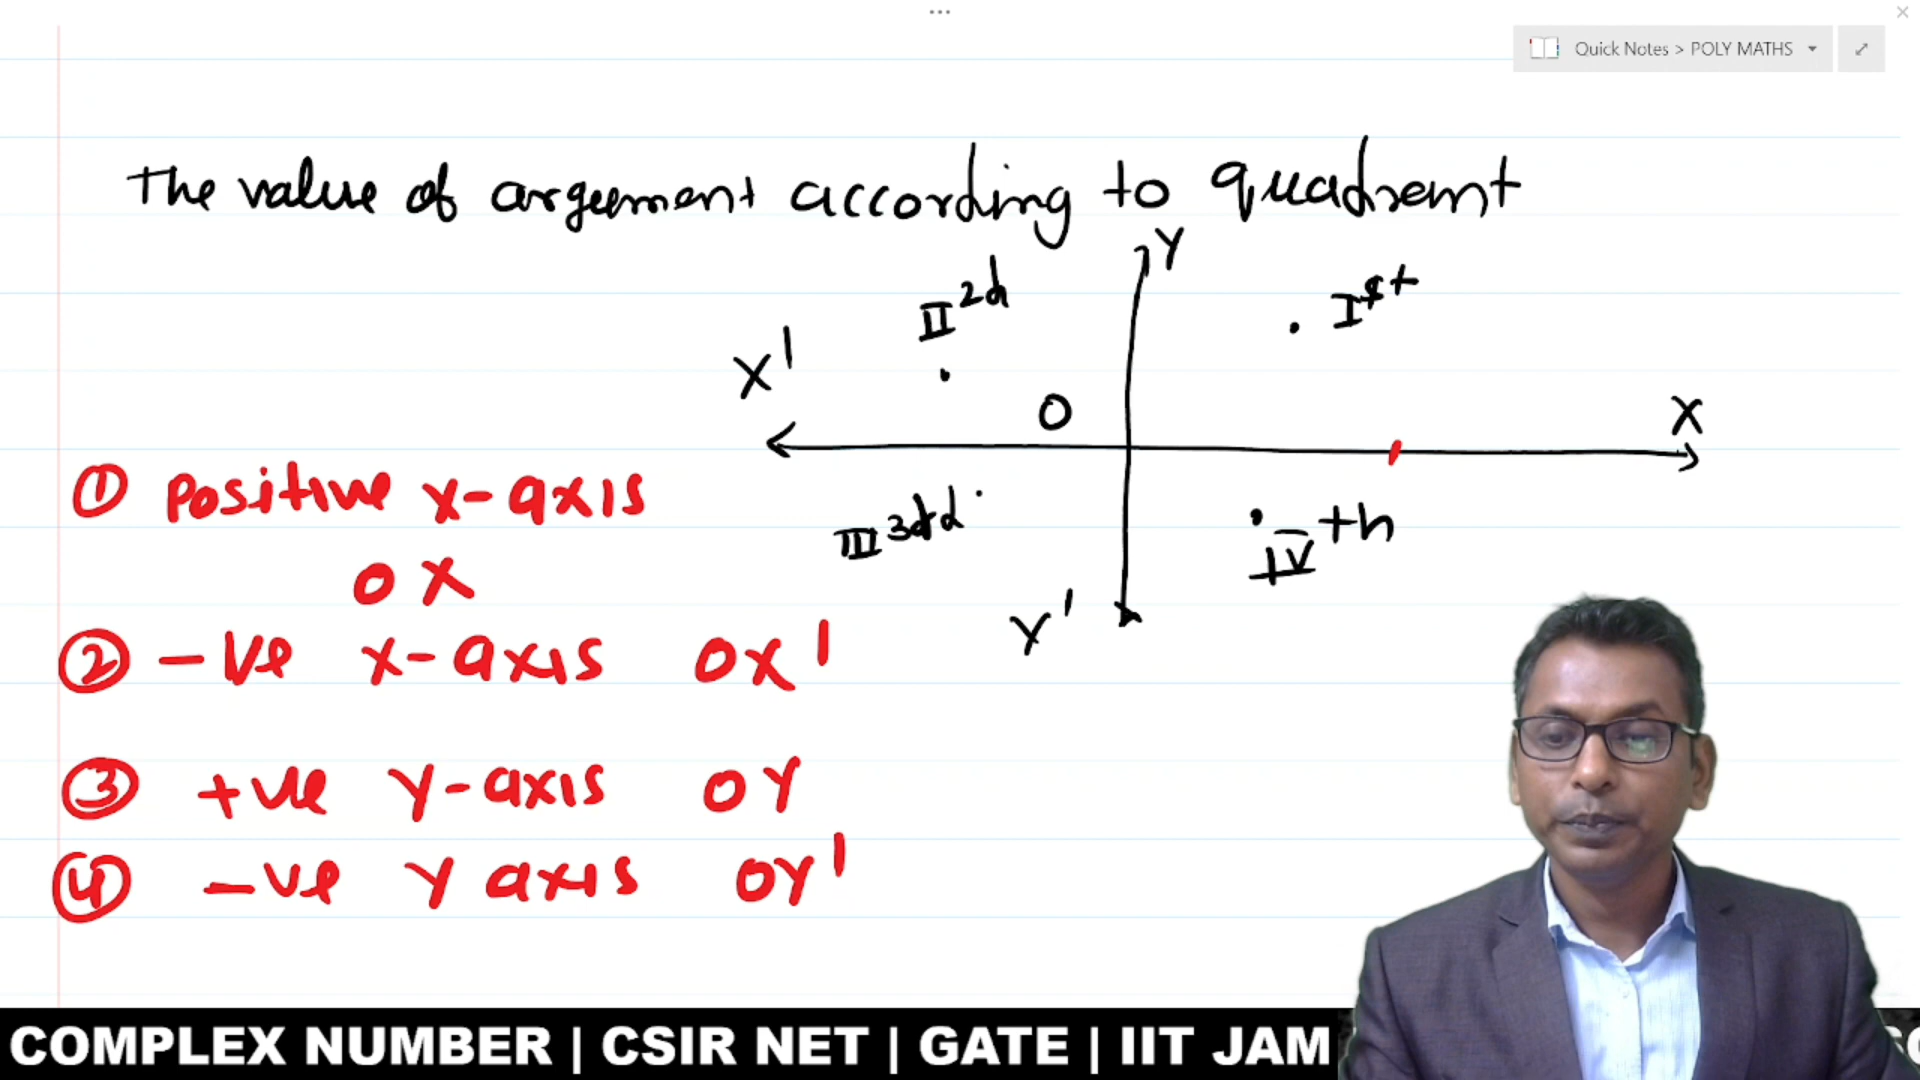 Quick Notes > POLY MATHS
The value of argeement according to quadremt
Y
II 2d
Ist
X'
O
X
① Positive x-axis
III 3rd
IV th
OX
Y'
② -ve x-axis OX'
③ +ve Y-axis OY
④ -ve Y axis OY'
COMPLEX NUMBER | CSIR NET | GATE | IIT JAM